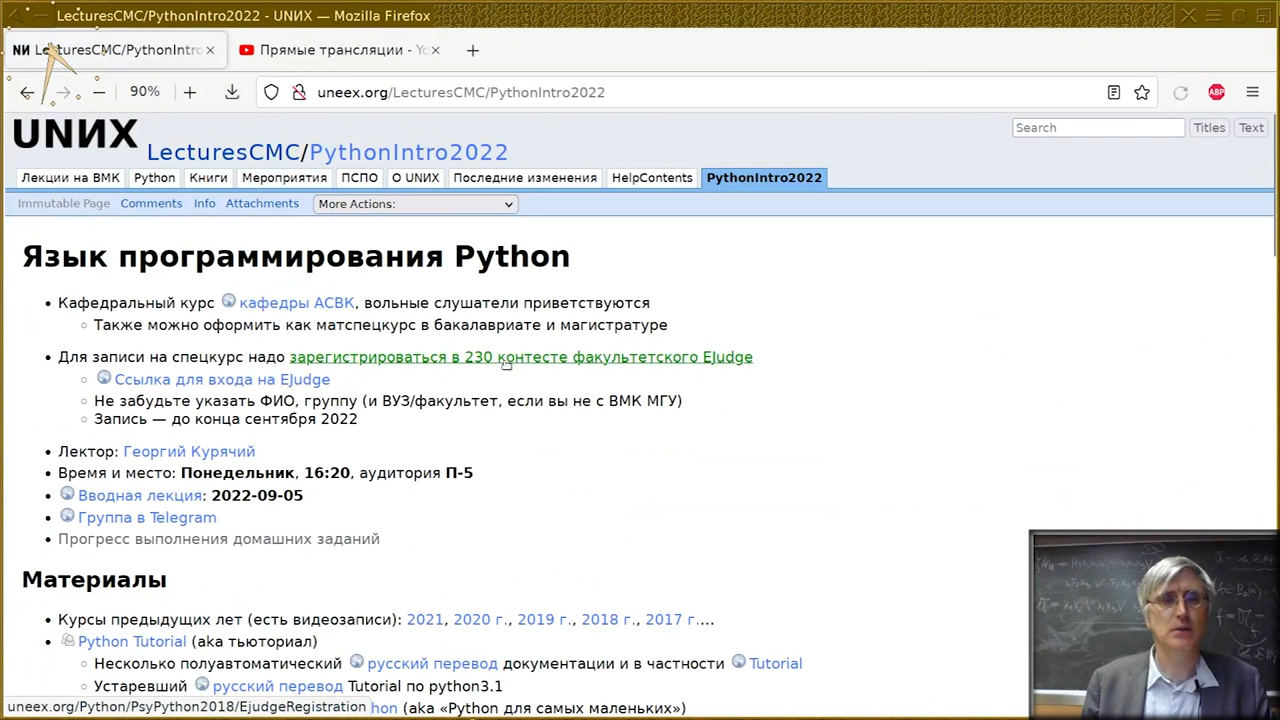 LecturesCMC/PythonIntro2022 - UNИX — Mozilla Firefox
LecturesCMC/PythonIntro
Прямые трансляции - Yo
90%
uneex.org/LecturesCMC/PythonIntro2022
ABP
UNИX
LecturesCMC/PythonIntro2022
Search
Titles
Text
Лекции на ВМК
Python
Книги
Мероприятия
ПСПО
О UNИX
Последние изменения
HelpContents
PythonIntro2022
Immutable Page
Comments
Info
Attachments
More Actions:
Язык программирования Python
Кафедральный курс кафедры АСВК, вольные слушатели приветствуются
Также можно оформить как матспецкурс в бакалавриате и магистратуре
Для записи на спецкурс надо зарегистрироваться в 230 контесте факультетского EJudge
Ссылка для входа на EJudge
Не забудьте указать ФИО, группу (и ВУЗ/факультет, если вы не с ВМК МГУ)
Запись — до конца сентября 2022
Лектор: Георгий Курячий
Время и место: Понедельник, 16:20, аудитория П-5
Вводная лекция: 2022-09-05
Группа в Telegram
Прогресс выполнения домашних заданий
Материалы
Курсы предыдущих лет (есть видеозаписи): 2021, 2020 г., 2019 г., 2018 г., 2017 г.…
Python Tutorial (aka тьюториал)
Несколько полуавтоматический русский перевод документации и в частности Tutorial
Устаревший русский перевод Tutorial по python3.1
uneex.org/Python/PsyPython2018/EjudgeRegistration
hon (aka «Python для самых маленьких»)